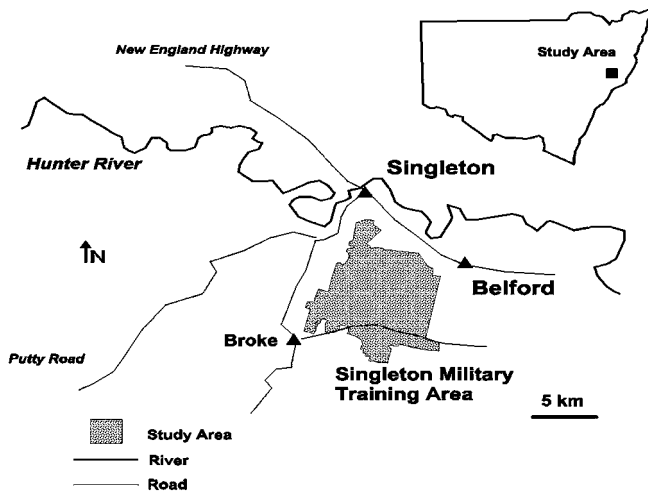 New England Highway
Study Area
Hunter River
Singleton
N
Belford
Broke
Putty Road
Singleton Military
Training Area
5 km
Study Area
River
Road